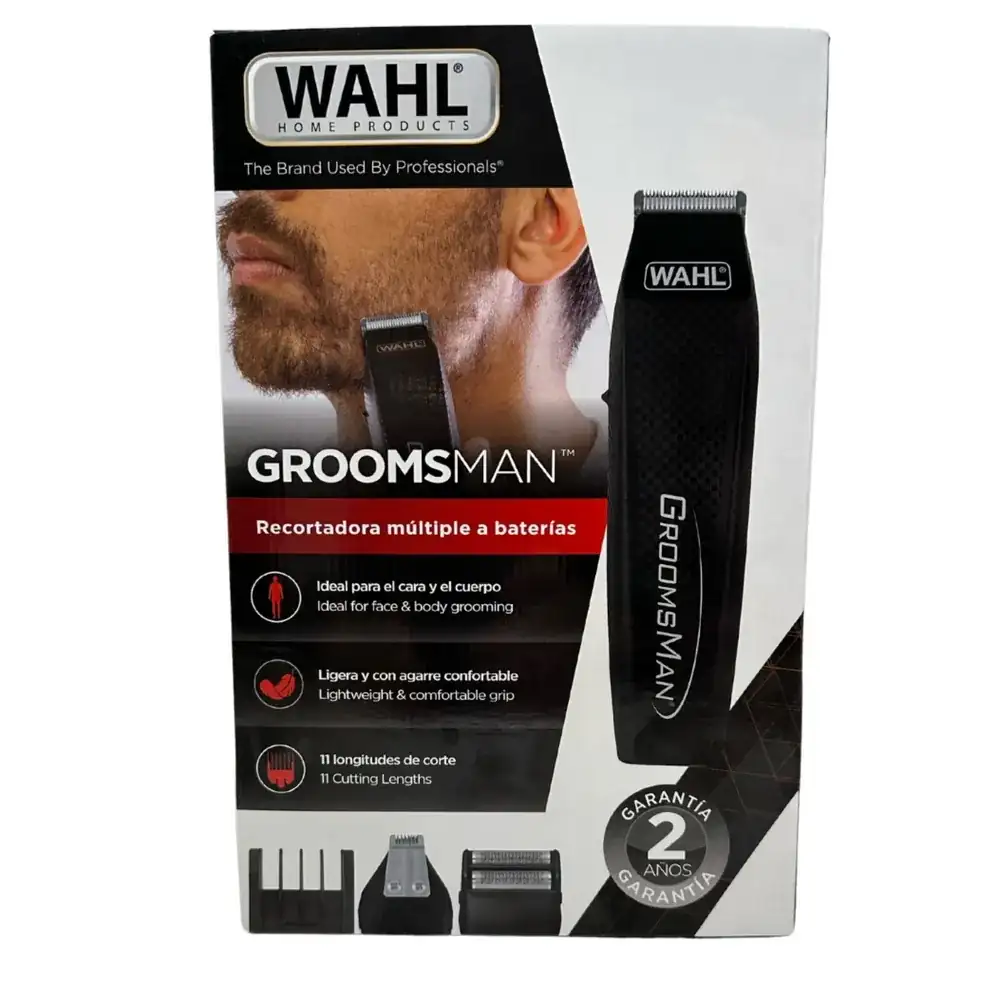 WAHL®
HOME PRODUCTS
The Brand Used By Professionals®
WAHL
WAHL®
GROOMSMAN™
Recortadora múltiple a baterías
Ideal para el cara y el cuerpo
Ideal for face & body grooming
Ligera y con agarre confortable
Lightweight & comfortable grip
11 longitudes de corte
11 Cutting Lengths
GROOMSMAN®
GARANTÍA
2
AÑOS
GARANTÍA